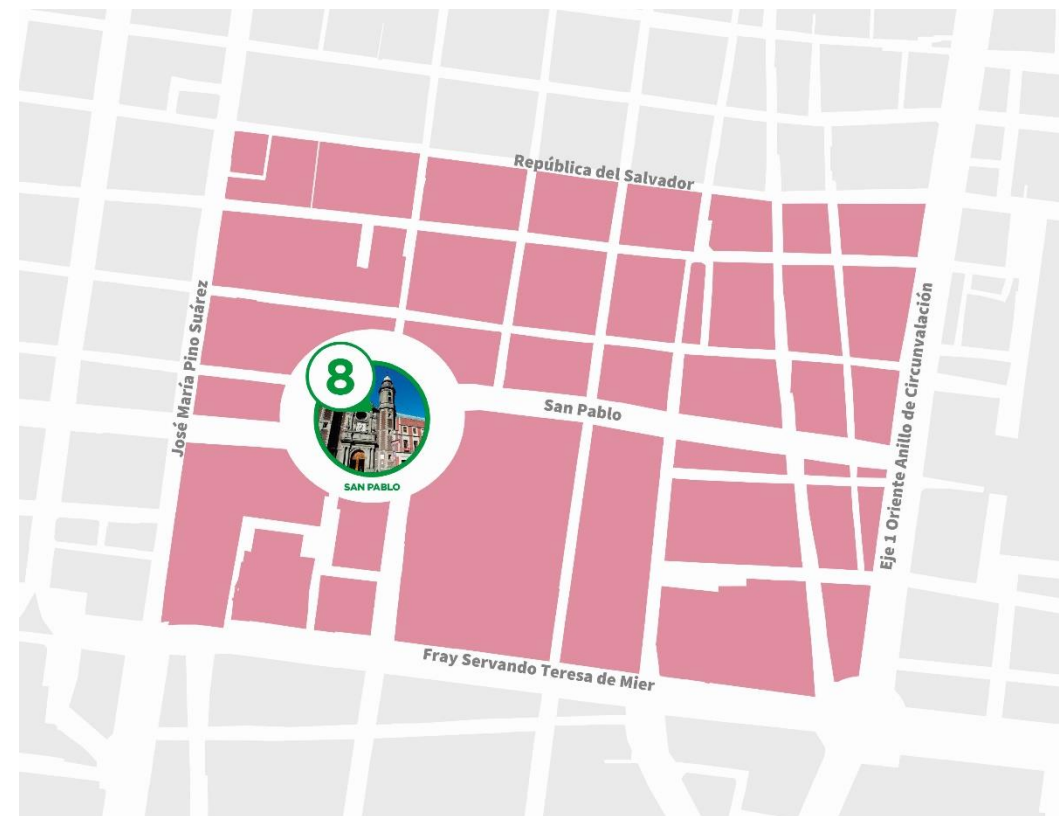 República del Salvador
José María Pino Suárez
Eje 1 Oriente Anillo de Circunvalación
8
San Pablo
SAN PABLO
Fray Servando Teresa de Mier